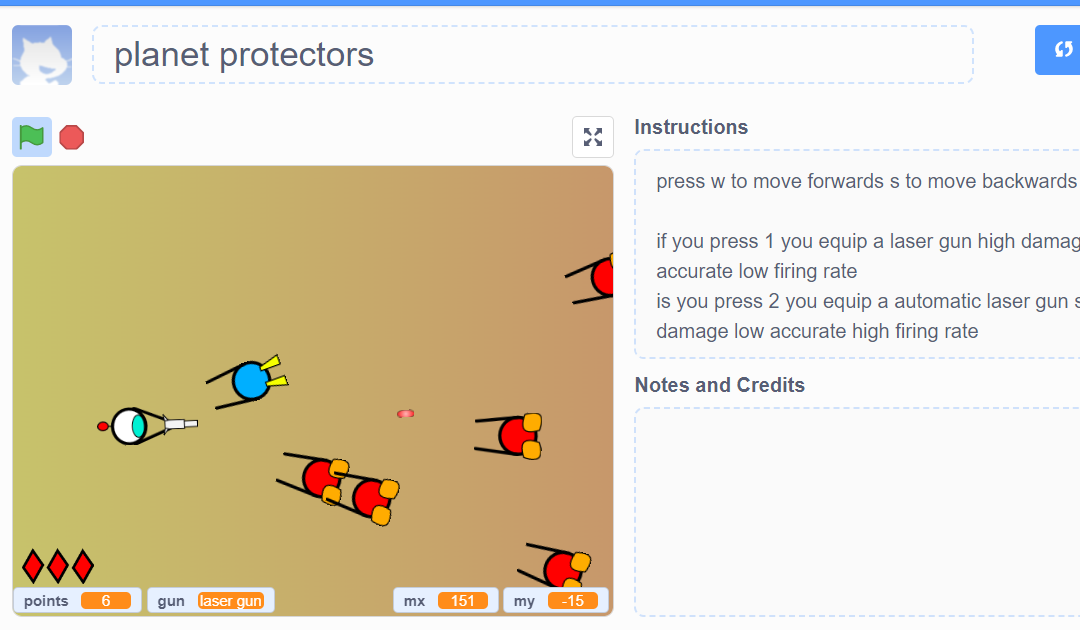 planet protectors
Instructions
press w to move forwards s to move backwards
if you press 1 you equip a laser gun high damag
accurate low firing rate
is you press 2 you equip a automatic laser gun s
damage low accurate high firing rate
Notes and Credits
points 6 gun laser gun mx 151 my -15